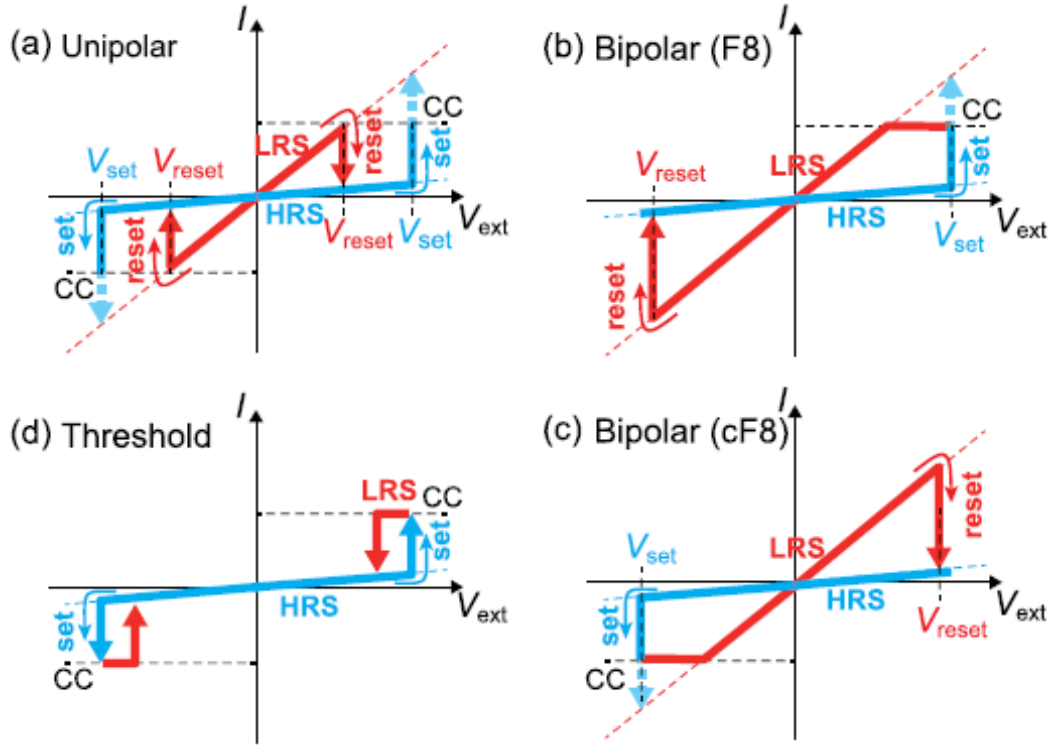 (a) Unipolar
I
CC
LRS
reset
set
V_set
V_reset
HRS
V_ext
set
reset
V_reset
V_set
CC
(b) Bipolar (F8)
I
CC
LRS
set
V_reset
HRS
V_ext
V_set
reset
(d) Threshold
I
LRS
CC
set
HRS
V_ext
set
CC
(c) Bipolar (cF8)
I
reset
LRS
V_set
HRS
V_ext
set
V_reset
CC